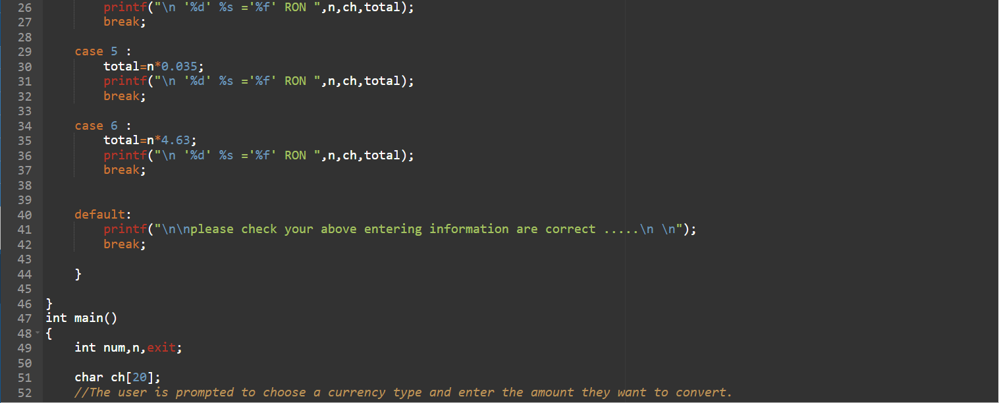 26 printf("\n '%d' %s ='%f' RON ",n,ch,total);
27 break;
28
29 case 5 :
30 total=n*0.035;
31 printf("\n '%d' %s ='%f' RON ",n,ch,total);
32 break;
33
34 case 6 :
35 total=n*4.63;
36 printf("\n '%d' %s ='%f' RON ",n,ch,total);
37 break;
38
39
40 default:
41 printf("\n\nplease check your above entering information are correct .....\n \n");
42 break;
43
44 }
45
46 }
47 int main()
48 {
49 int num,n,exit;
50
51 char ch[20];
52 //The user is prompted to choose a currency type and enter the amount they want to convert.